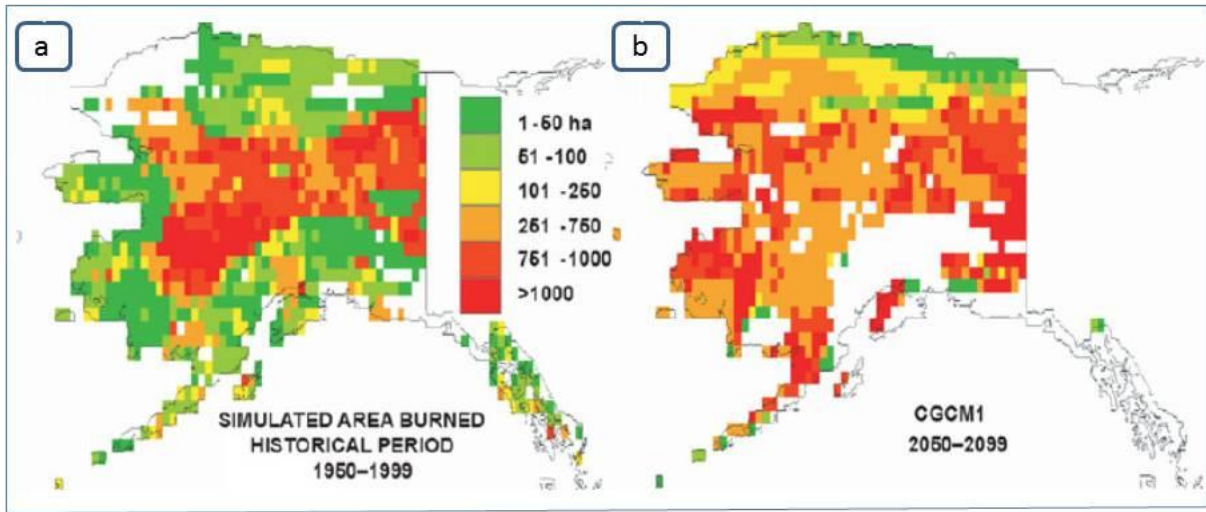 a
b
1 -50 ha
51 -100
101 -250
251 -750
751 -1000
>1000
SIMULATED AREA BURNED
HISTORICAL PERIOD
1950–1999
CGCM1
2050–2099